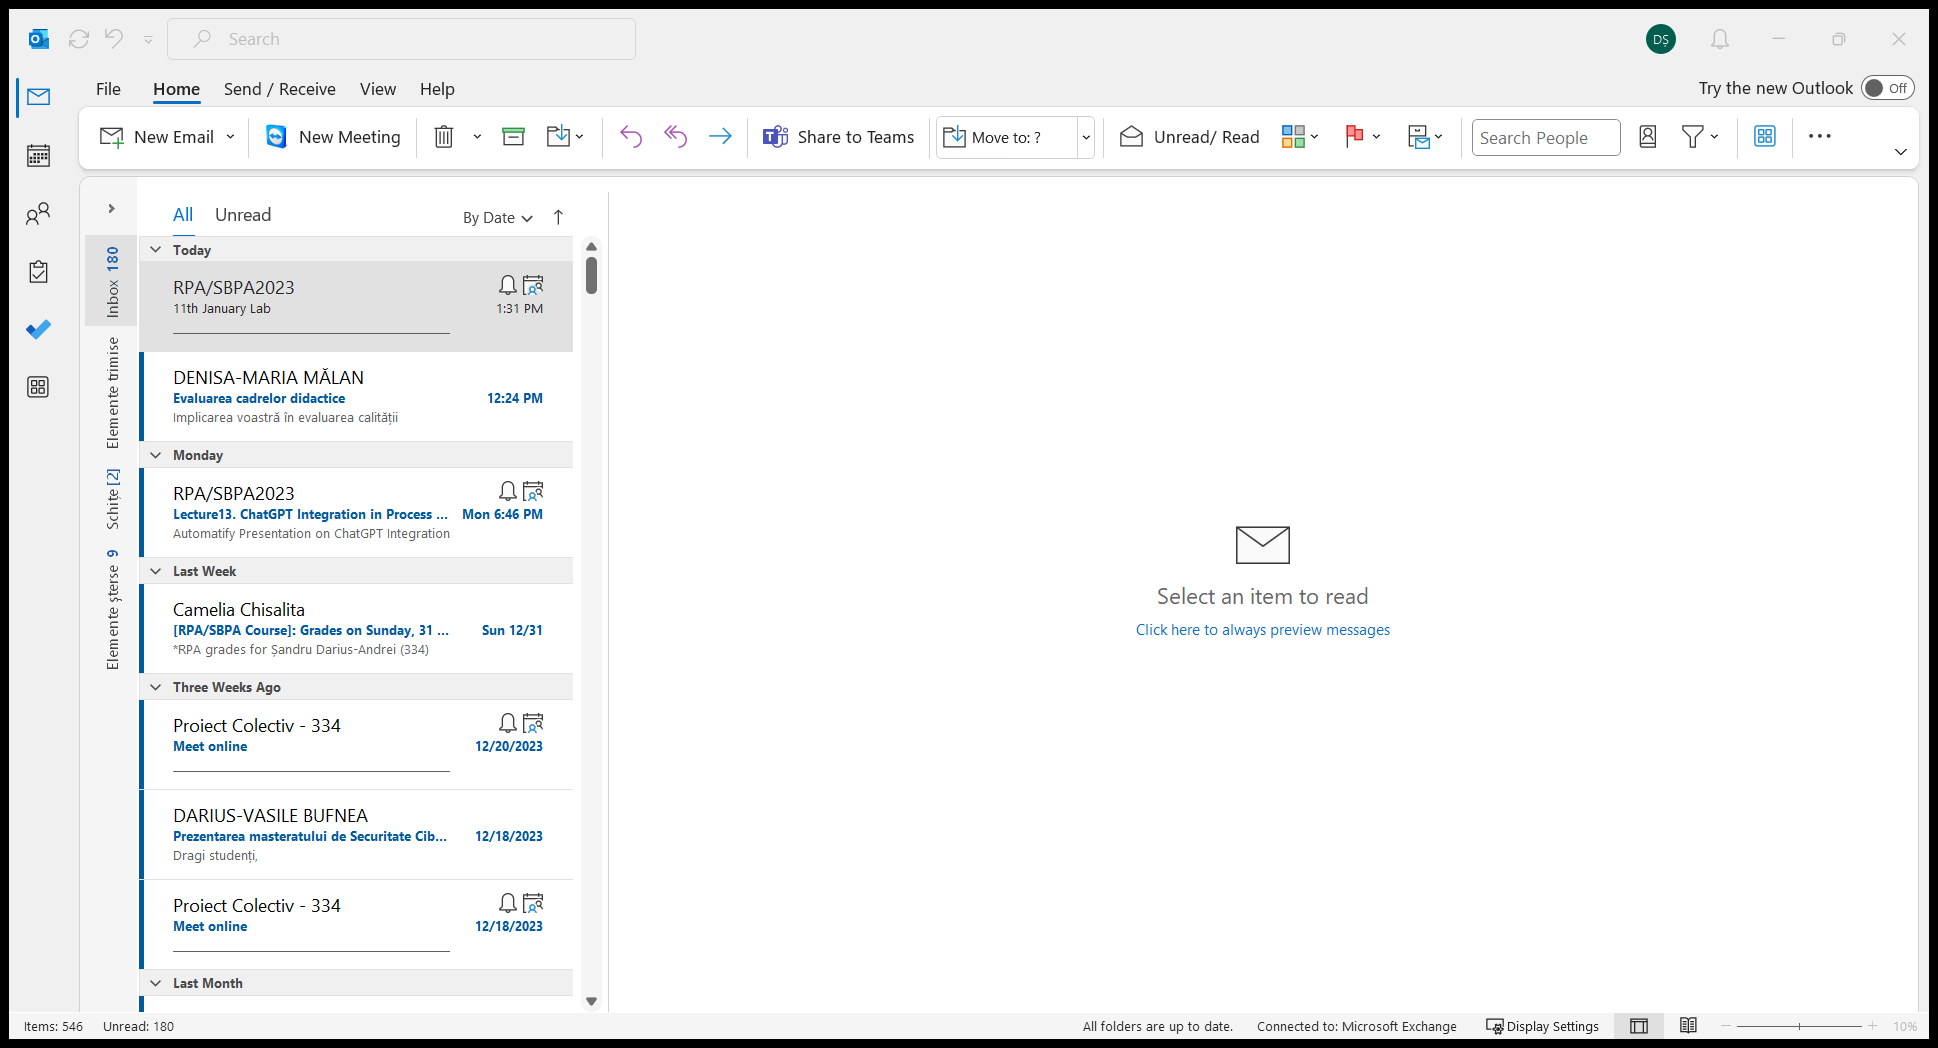 Search
DȘ
File Home Send / Receive View Help
Try the new Outlook Off
New Email New Meeting Share to Teams Move to: ? Unread/ Read Search People
All Unread By Date
Inbox 180
Elemente trimise
Schițe [2]
Elemente șterse 9
Today
RPA/SBPA2023
11th January Lab 1:31 PM
DENISA-MARIA MĂLAN
Evaluarea cadrelor didactice 12:24 PM
Implicarea voastră în evaluarea calității
Monday
RPA/SBPA2023
Lecture13. ChatGPT Integration in Process ... Mon 6:46 PM
Automatify Presentation on ChatGPT Integration
Last Week
Camelia Chisalita
[RPA/SBPA Course]: Grades on Sunday, 31 ... Sun 12/31
*RPA grades for Șandru Darius-Andrei (334)
Three Weeks Ago
Proiect Colectiv - 334
Meet online 12/20/2023
DARIUS-VASILE BUFNEA
Prezentarea masteratului de Securitate Cib... 12/18/2023
Dragi studenți,
Proiect Colectiv - 334
Meet online 12/18/2023
Last Month
Select an item to read
Click here to always preview messages
Items: 546 Unread: 180 All folders are up to date. Connected to: Microsoft Exchange Display Settings 10%